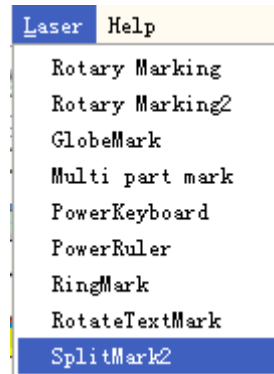 Laser Help
Rotary Marking
Rotary Marking2
GlobeMark
Multi part mark
PowerKeyboard
PowerRuler
RingMark
RotateTextMark
SplitMark2